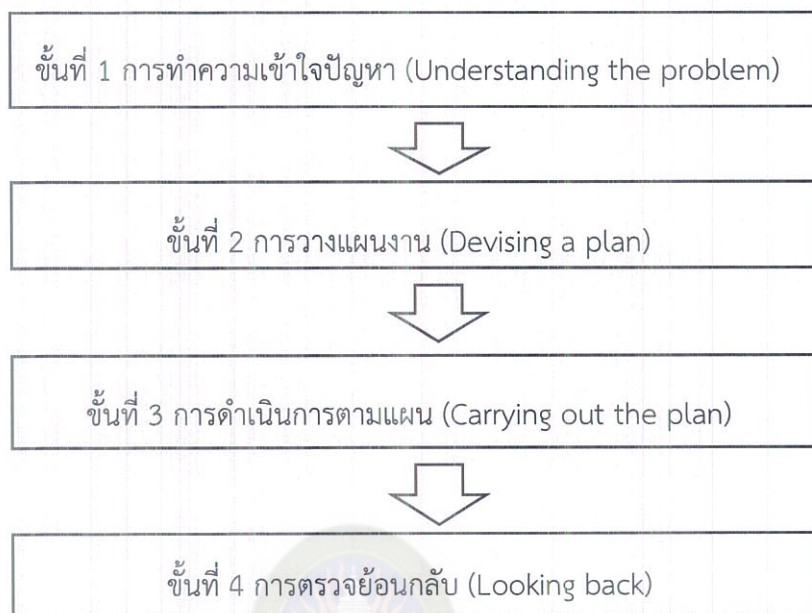 ขั้นที่ 1 การทำความเข้าใจปัญหา (Understanding the problem)
ขั้นที่ 2 การวางแผนงาน (Devising a plan)
ขั้นที่ 3 การดำเนินการตามแผน (Carrying out the plan)
ขั้นที่ 4 การตรวจย้อนกลับ (Looking back)